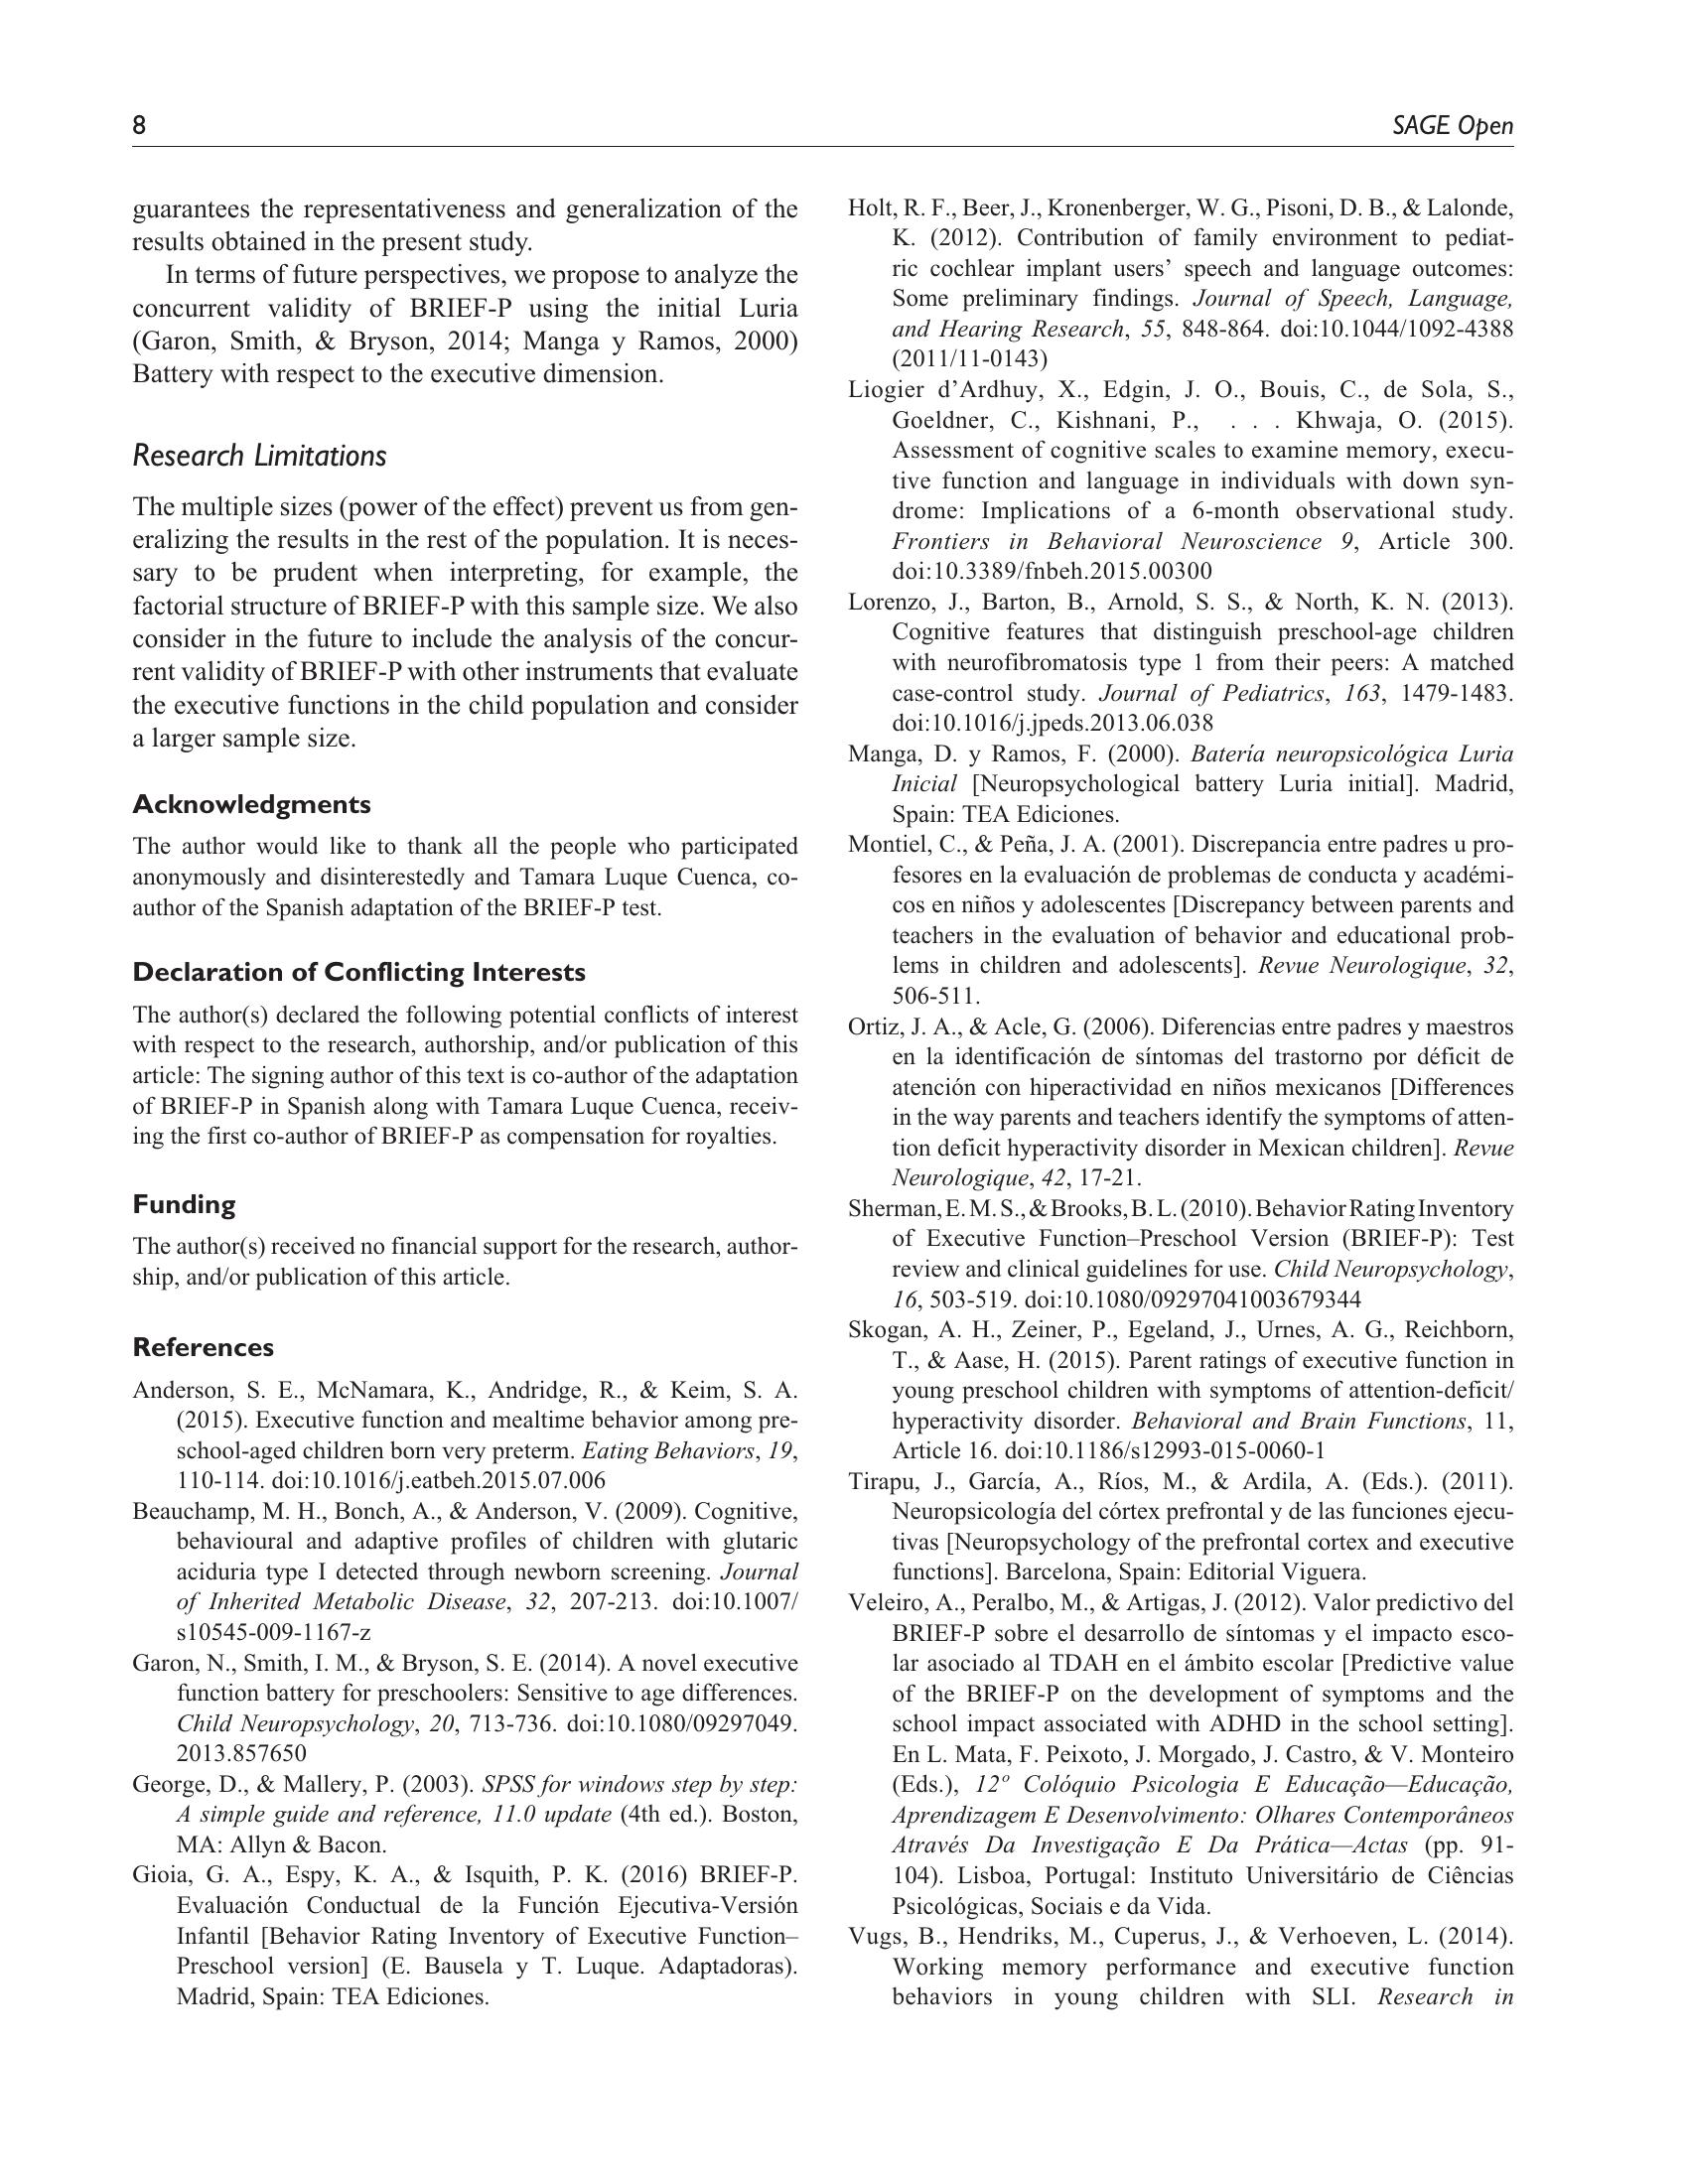 8
SAGE Open
guarantees the representativeness and generalization of the
results obtained in the present study.
In terms of future perspectives, we propose to analyze the
concurrent validity of BRIEF-P using the initial Luria
(Garon, Smith, & Bryson, 2014; Manga y Ramos, 2000)
Battery with respect to the executive dimension.
Research Limitations
The multiple sizes (power of the effect) prevent us from gen-
eralizing the results in the rest of the population. It is neces-
sary to be prudent when interpreting, for example, the
factorial structure of BRIEF-P with this sample size. We also
consider in the future to include the analysis of the concur-
rent validity of BRIEF-P with other instruments that evaluate
the executive functions in the child population and consider
a larger sample size.
Acknowledgments
The author would like to thank all the people who participated
anonymously and disinterestedly and Tamara Luque Cuenca, co-
author of the Spanish adaptation of the BRIEF-P test.
Declaration of Conflicting Interests
The author(s) declared the following potential conflicts of interest
with respect to the research, authorship, and/or publication of this
article: The signing author of this text is co-author of the adaptation
of BRIEF-P in Spanish along with Tamara Luque Cuenca, receiv-
ing the first co-author of BRIEF-P as compensation for royalties.
Funding
The author(s) received no financial support for the research, author-
ship, and/or publication of this article.
References
Anderson, S. E., McNamara, K., Andridge, R., & Keim, S. A.
(2015). Executive function and mealtime behavior among pre-
school-aged children born very preterm. Eating Behaviors, 19,
110-114. doi:10.1016/j.eatbeh.2015.07.006
Beauchamp, M. H., Bonch, A., & Anderson, V. (2009). Cognitive,
behavioural and adaptive profiles of children with glutaric
aciduria type I detected through newborn screening. Journal
of Inherited Metabolic Disease, 32, 207-213. doi:10.1007/
s10545-009-1167-z
Garon, N., Smith, I. M., & Bryson, S. E. (2014). A novel executive
function battery for preschoolers: Sensitive to age differences.
Child Neuropsychology, 20, 713-736. doi:10.1080/09297049.
2013.857650
George, D., & Mallery, P. (2003). SPSS for windows step by step:
A simple guide and reference, 11.0 update (4th ed.). Boston,
MA: Allyn & Bacon.
Gioia, G. A., Espy, K. A., & Isquith, P. K. (2016) BRIEF-P.
Evaluación Conductual de la Función Ejecutiva-Versión
Infantil [Behavior Rating Inventory of Executive Function–
Preschool version] (E. Bausela y T. Luque. Adaptadoras).
Madrid, Spain: TEA Ediciones.
Holt, R. F., Beer, J., Kronenberger, W. G., Pisoni, D. B., & Lalonde,
K. (2012). Contribution of family environment to pediat-
ric cochlear implant users’ speech and language outcomes:
Some preliminary findings. Journal of Speech, Language,
and Hearing Research, 55, 848-864. doi:10.1044/1092-4388
(2011/11-0143)
Liogier d’Ardhuy, X., Edgin, J. O., Bouis, C., de Sola, S.,
Goeldner, C., Kishnani, P., . . . Khwaja, O. (2015).
Assessment of cognitive scales to examine memory, execu-
tive function and language in individuals with down syn-
drome: Implications of a 6-month observational study.
Frontiers in Behavioral Neuroscience 9, Article 300.
doi:10.3389/fnbeh.2015.00300
Lorenzo, J., Barton, B., Arnold, S. S., & North, K. N. (2013).
Cognitive features that distinguish preschool-age children
with neurofibromatosis type 1 from their peers: A matched
case-control study. Journal of Pediatrics, 163, 1479-1483.
doi:10.1016/j.jpeds.2013.06.038
Manga, D. y Ramos, F. (2000). Batería neuropsicológica Luria
Inicial [Neuropsychological battery Luria initial]. Madrid,
Spain: TEA Ediciones.
Montiel, C., & Peña, J. A. (2001). Discrepancia entre padres u pro-
fesores en la evaluación de problemas de conducta y académi-
cos en niños y adolescentes [Discrepancy between parents and
teachers in the evaluation of behavior and educational prob-
lems in children and adolescents]. Revue Neurologique, 32,
506-511.
Ortiz, J. A., & Acle, G. (2006). Diferencias entre padres y maestros
en la identificación de síntomas del trastorno por déficit de
atención con hiperactividad en niños mexicanos [Differences
in the way parents and teachers identify the symptoms of atten-
tion deficit hyperactivity disorder in Mexican children]. Revue
Neurologique, 42, 17-21.
Sherman, E. M. S., & Brooks, B. L. (2010). Behavior Rating Inventory
of Executive Function–Preschool Version (BRIEF-P): Test
review and clinical guidelines for use. Child Neuropsychology,
16, 503-519. doi:10.1080/09297041003679344
Skogan, A. H., Zeiner, P., Egeland, J., Urnes, A. G., Reichborn,
T., & Aase, H. (2015). Parent ratings of executive function in
young preschool children with symptoms of attention-deficit/
hyperactivity disorder. Behavioral and Brain Functions, 11,
Article 16. doi:10.1186/s12993-015-0060-1
Tirapu, J., García, A., Ríos, M., & Ardila, A. (Eds.). (2011).
Neuropsicología del córtex prefrontal y de las funciones ejecu-
tivas [Neuropsychology of the prefrontal cortex and executive
functions]. Barcelona, Spain: Editorial Viguera.
Veleiro, A., Peralbo, M., & Artigas, J. (2012). Valor predictivo del
BRIEF-P sobre el desarrollo de síntomas y el impacto esco-
lar asociado al TDAH en el ámbito escolar [Predictive value
of the BRIEF-P on the development of symptoms and the
school impact associated with ADHD in the school setting].
En L. Mata, F. Peixoto, J. Morgado, J. Castro, & V. Monteiro
(Eds.), 12º Colóquio Psicologia E Educação—Educação,
Aprendizagem E Desenvolvimento: Olhares Contemporâneos
Através Da Investigação E Da Prática—Actas (pp. 91-
104). Lisboa, Portugal: Instituto Universitário de Ciências
Psicológicas, Sociais e da Vida.
Vugs, B., Hendriks, M., Cuperus, J., & Verhoeven, L. (2014).
Working memory performance and executive function
behaviors in young children with SLI. Research in